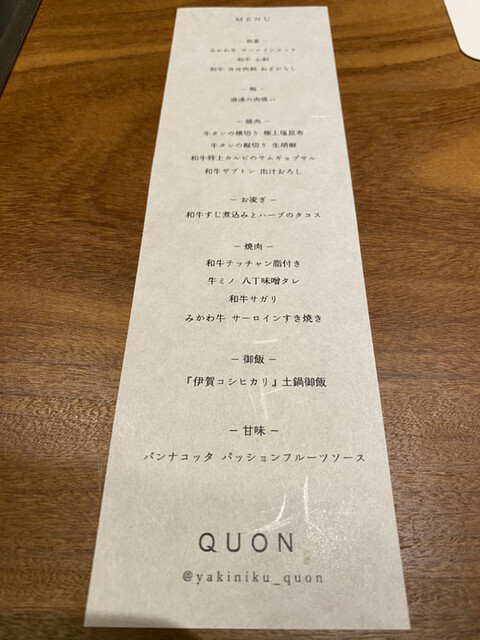 MENU
– 前菜 –
みかわ牛 サーロインユッケ
和牛 心刺
和牛 ほほ肉刺 ねぎわらし
– 椀 –
浪速の肉吸い
– 焼肉 –
牛タンの横切り 極上塩昆布
牛タンの縦切り 生胡椒
和牛特上カルビのサムギョプサル
和牛ザブトン 出汁おろし
– お凌ぎ –
和牛すじ煮込みとハーブのタコス
– 焼肉 –
和牛テッチャン脂付き
牛ミノ 八丁味噌タレ
和牛サガリ
みかわ牛 サーロインすき焼き
– 御飯 –
『伊賀コシヒカリ』土鍋御飯
– 甘味 –
パンナコッタ パッションフルーツソース
QUON
@yakiniku_quon